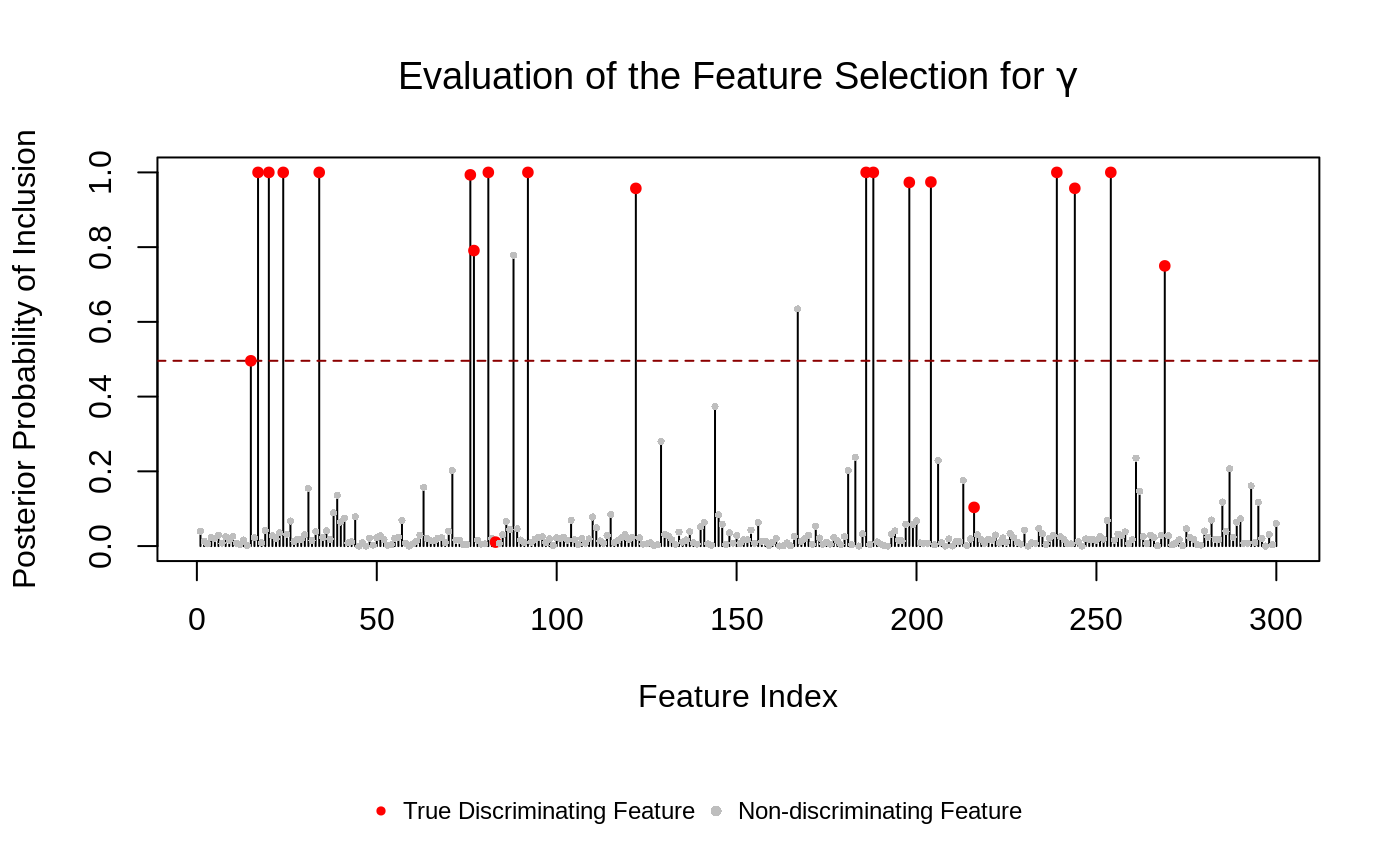 Evaluation of the Feature Selection for γ
Posterior Probability of Inclusion
1.0
0.8
0.6
0.4
0.2
0.0
0 50 100 150 200 250 300
Feature Index
True Discriminating Feature Non-discriminating Feature